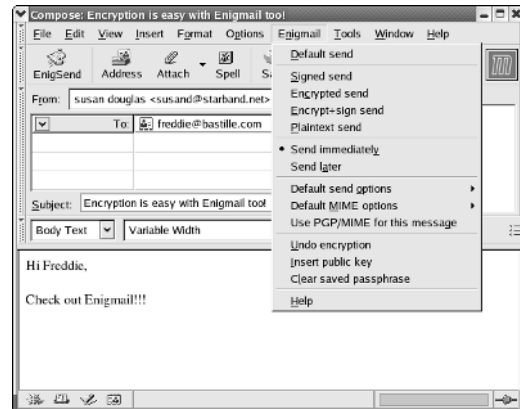 Compose: Encryption is easy with Enigmail too!
File Edit View Insert Format Options Enigmail Tools Window Help
EnigSend Address Attach Spell
From: susan douglas <susand@starband.net>
To: freddie@bastille.com
Subject: Encryption is easy with Enigmail too!
Body Text Variable Width
Hi Freddie,
Check out Enigmail!!!
Default send
Signed send
Encrypted send
Encrypt+sign send
Plaintext send
Send immediately
Send later
Default send options
Default MIME options
Use PGP/MIME for this message
Undo encryption
Insert public key
Clear saved passphrase
Help